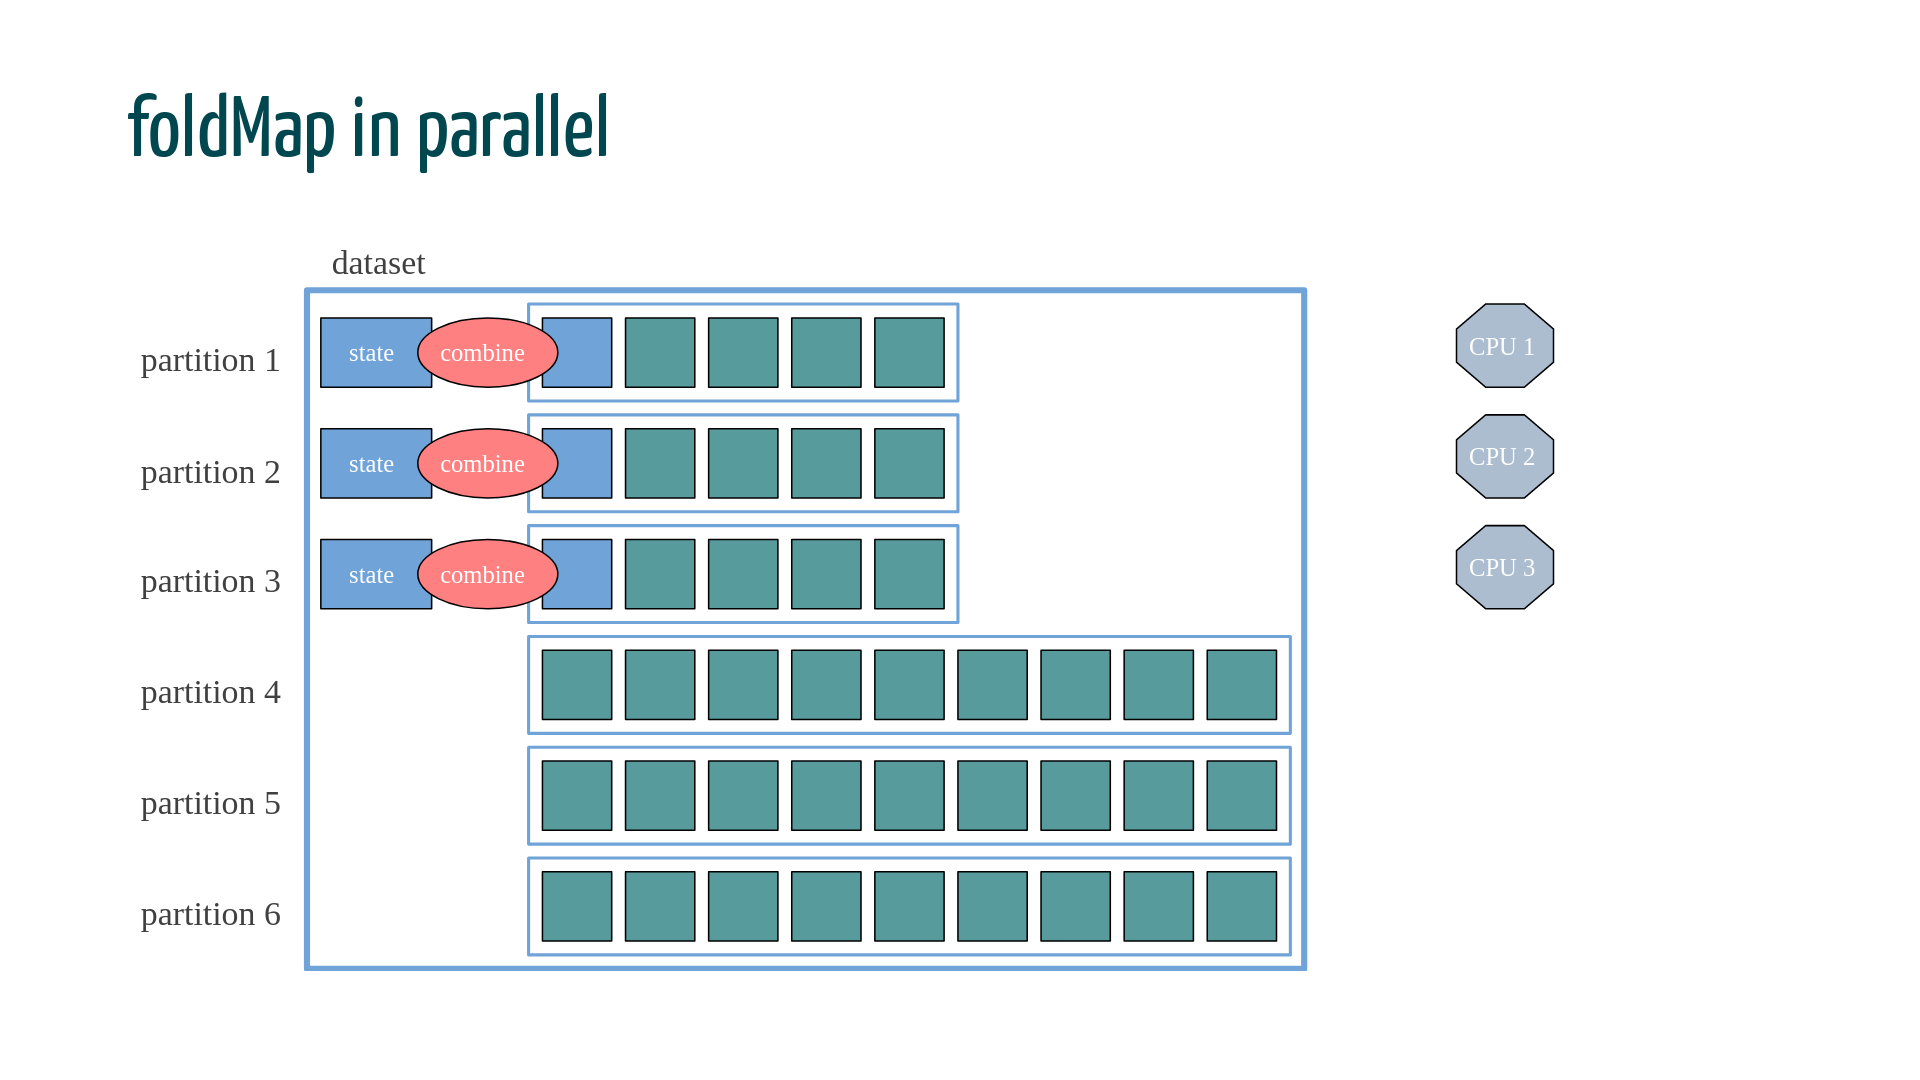 foldMap in parallel
dataset
partition 1
state
combine
CPU 1
partition 2
state
combine
CPU 2
partition 3
state
combine
CPU 3
partition 4
partition 5
partition 6